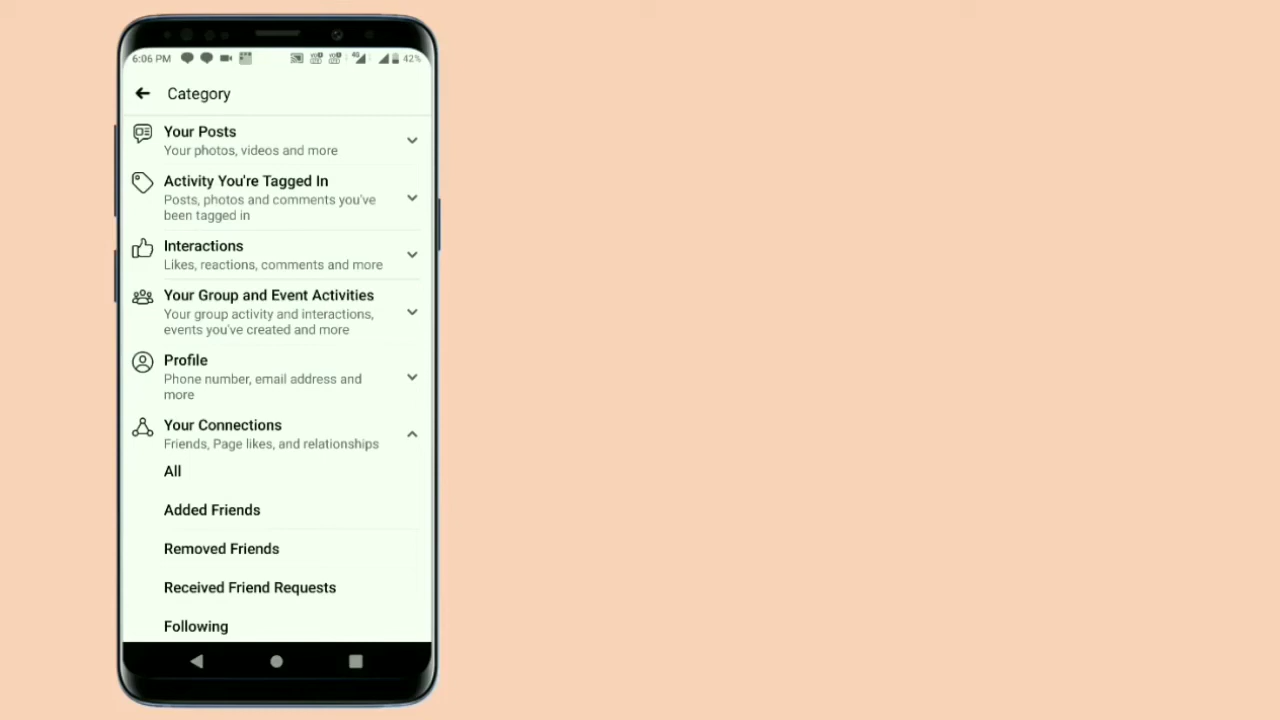 6:06 PM 42%
Category
Your Posts
Your photos, videos and more
Activity You're Tagged In
Posts, photos and comments you've
been tagged in
Interactions
Likes, reactions, comments and more
Your Group and Event Activities
Your group activity and interactions,
events you've created and more
Profile
Phone number, email address and
more
Your Connections
Friends, Page likes, and relationships
All
Added Friends
Removed Friends
Received Friend Requests
Following